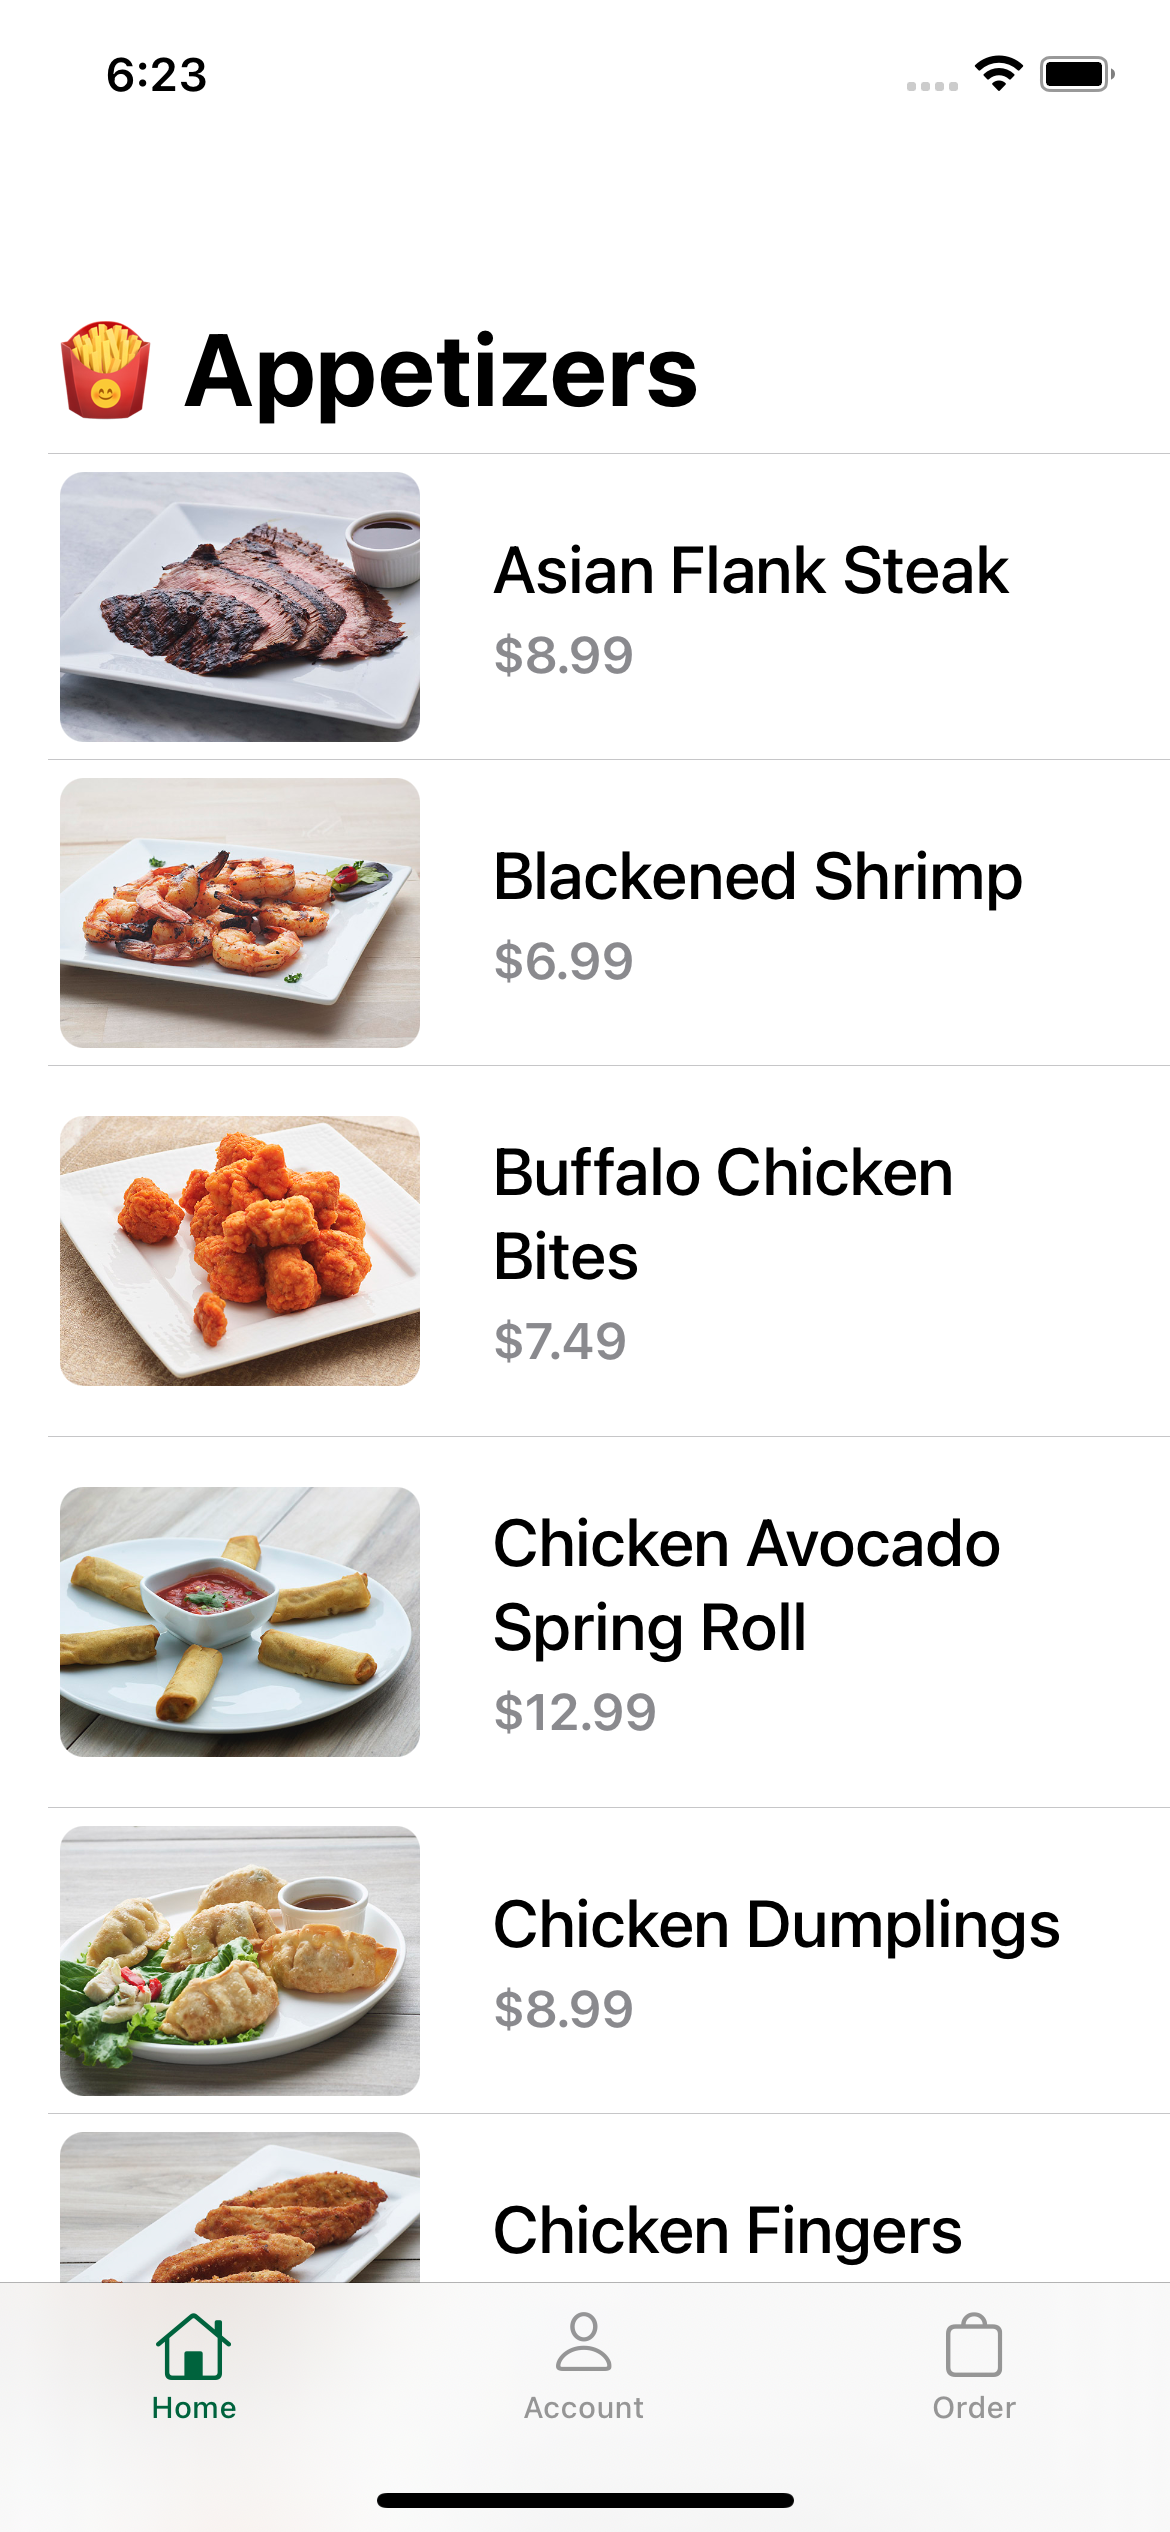 6:23
🍟 Appetizers
Asian Flank Steak
$8.99
Blackened Shrimp
$6.99
Buffalo Chicken
Bites
$7.49
Chicken Avocado
Spring Roll
$12.99
Chicken Dumplings
$8.99
Chicken Fingers
Home
Account
Order